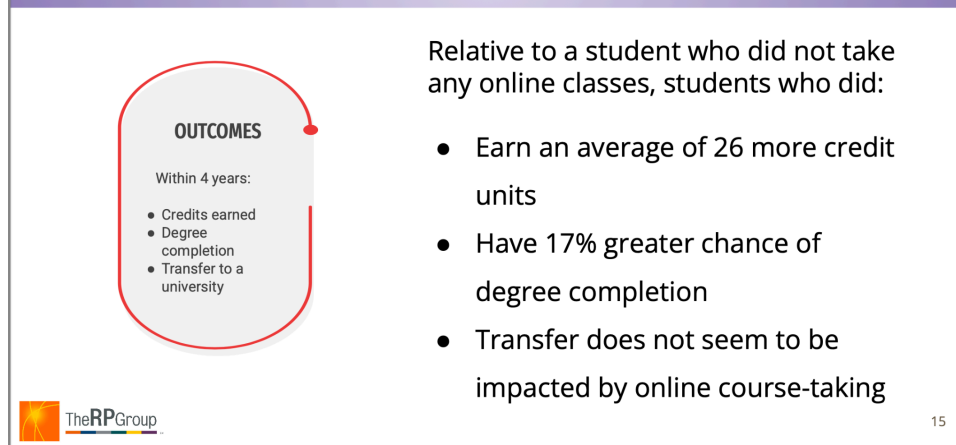 OUTCOMES
Within 4 years:
● Credits earned
● Degree
completion
● Transfer to a
university
Relative to a student who did not take
any online classes, students who did:
● Earn an average of 26 more credit
units
● Have 17% greater chance of
degree completion
● Transfer does not seem to be
impacted by online course-taking
TheRPGroup
15